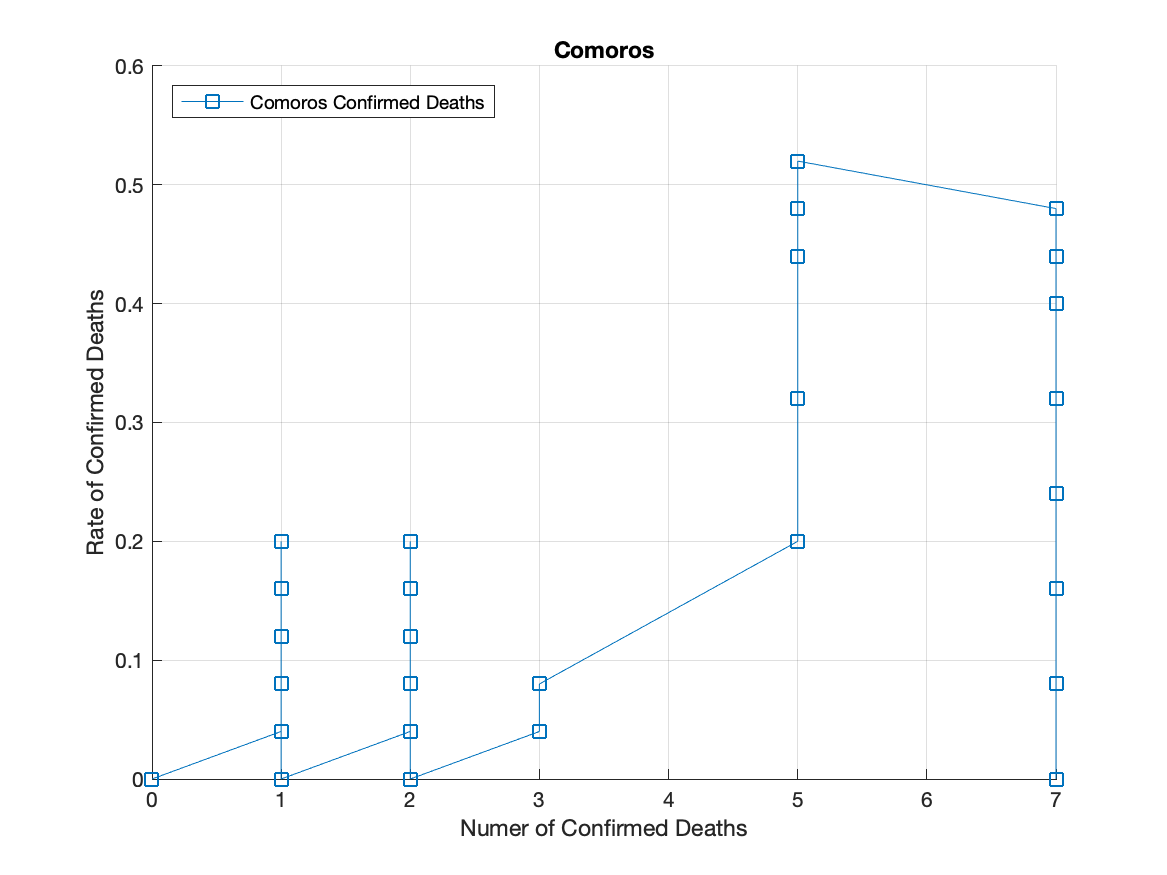 Comoros
Comoros Confirmed Deaths
0.6
0.5
0.4
0.3
0.2
0.1
0
Rate of Confirmed Deaths
0 1 2 3 4 5 6 7
Numer of Confirmed Deaths